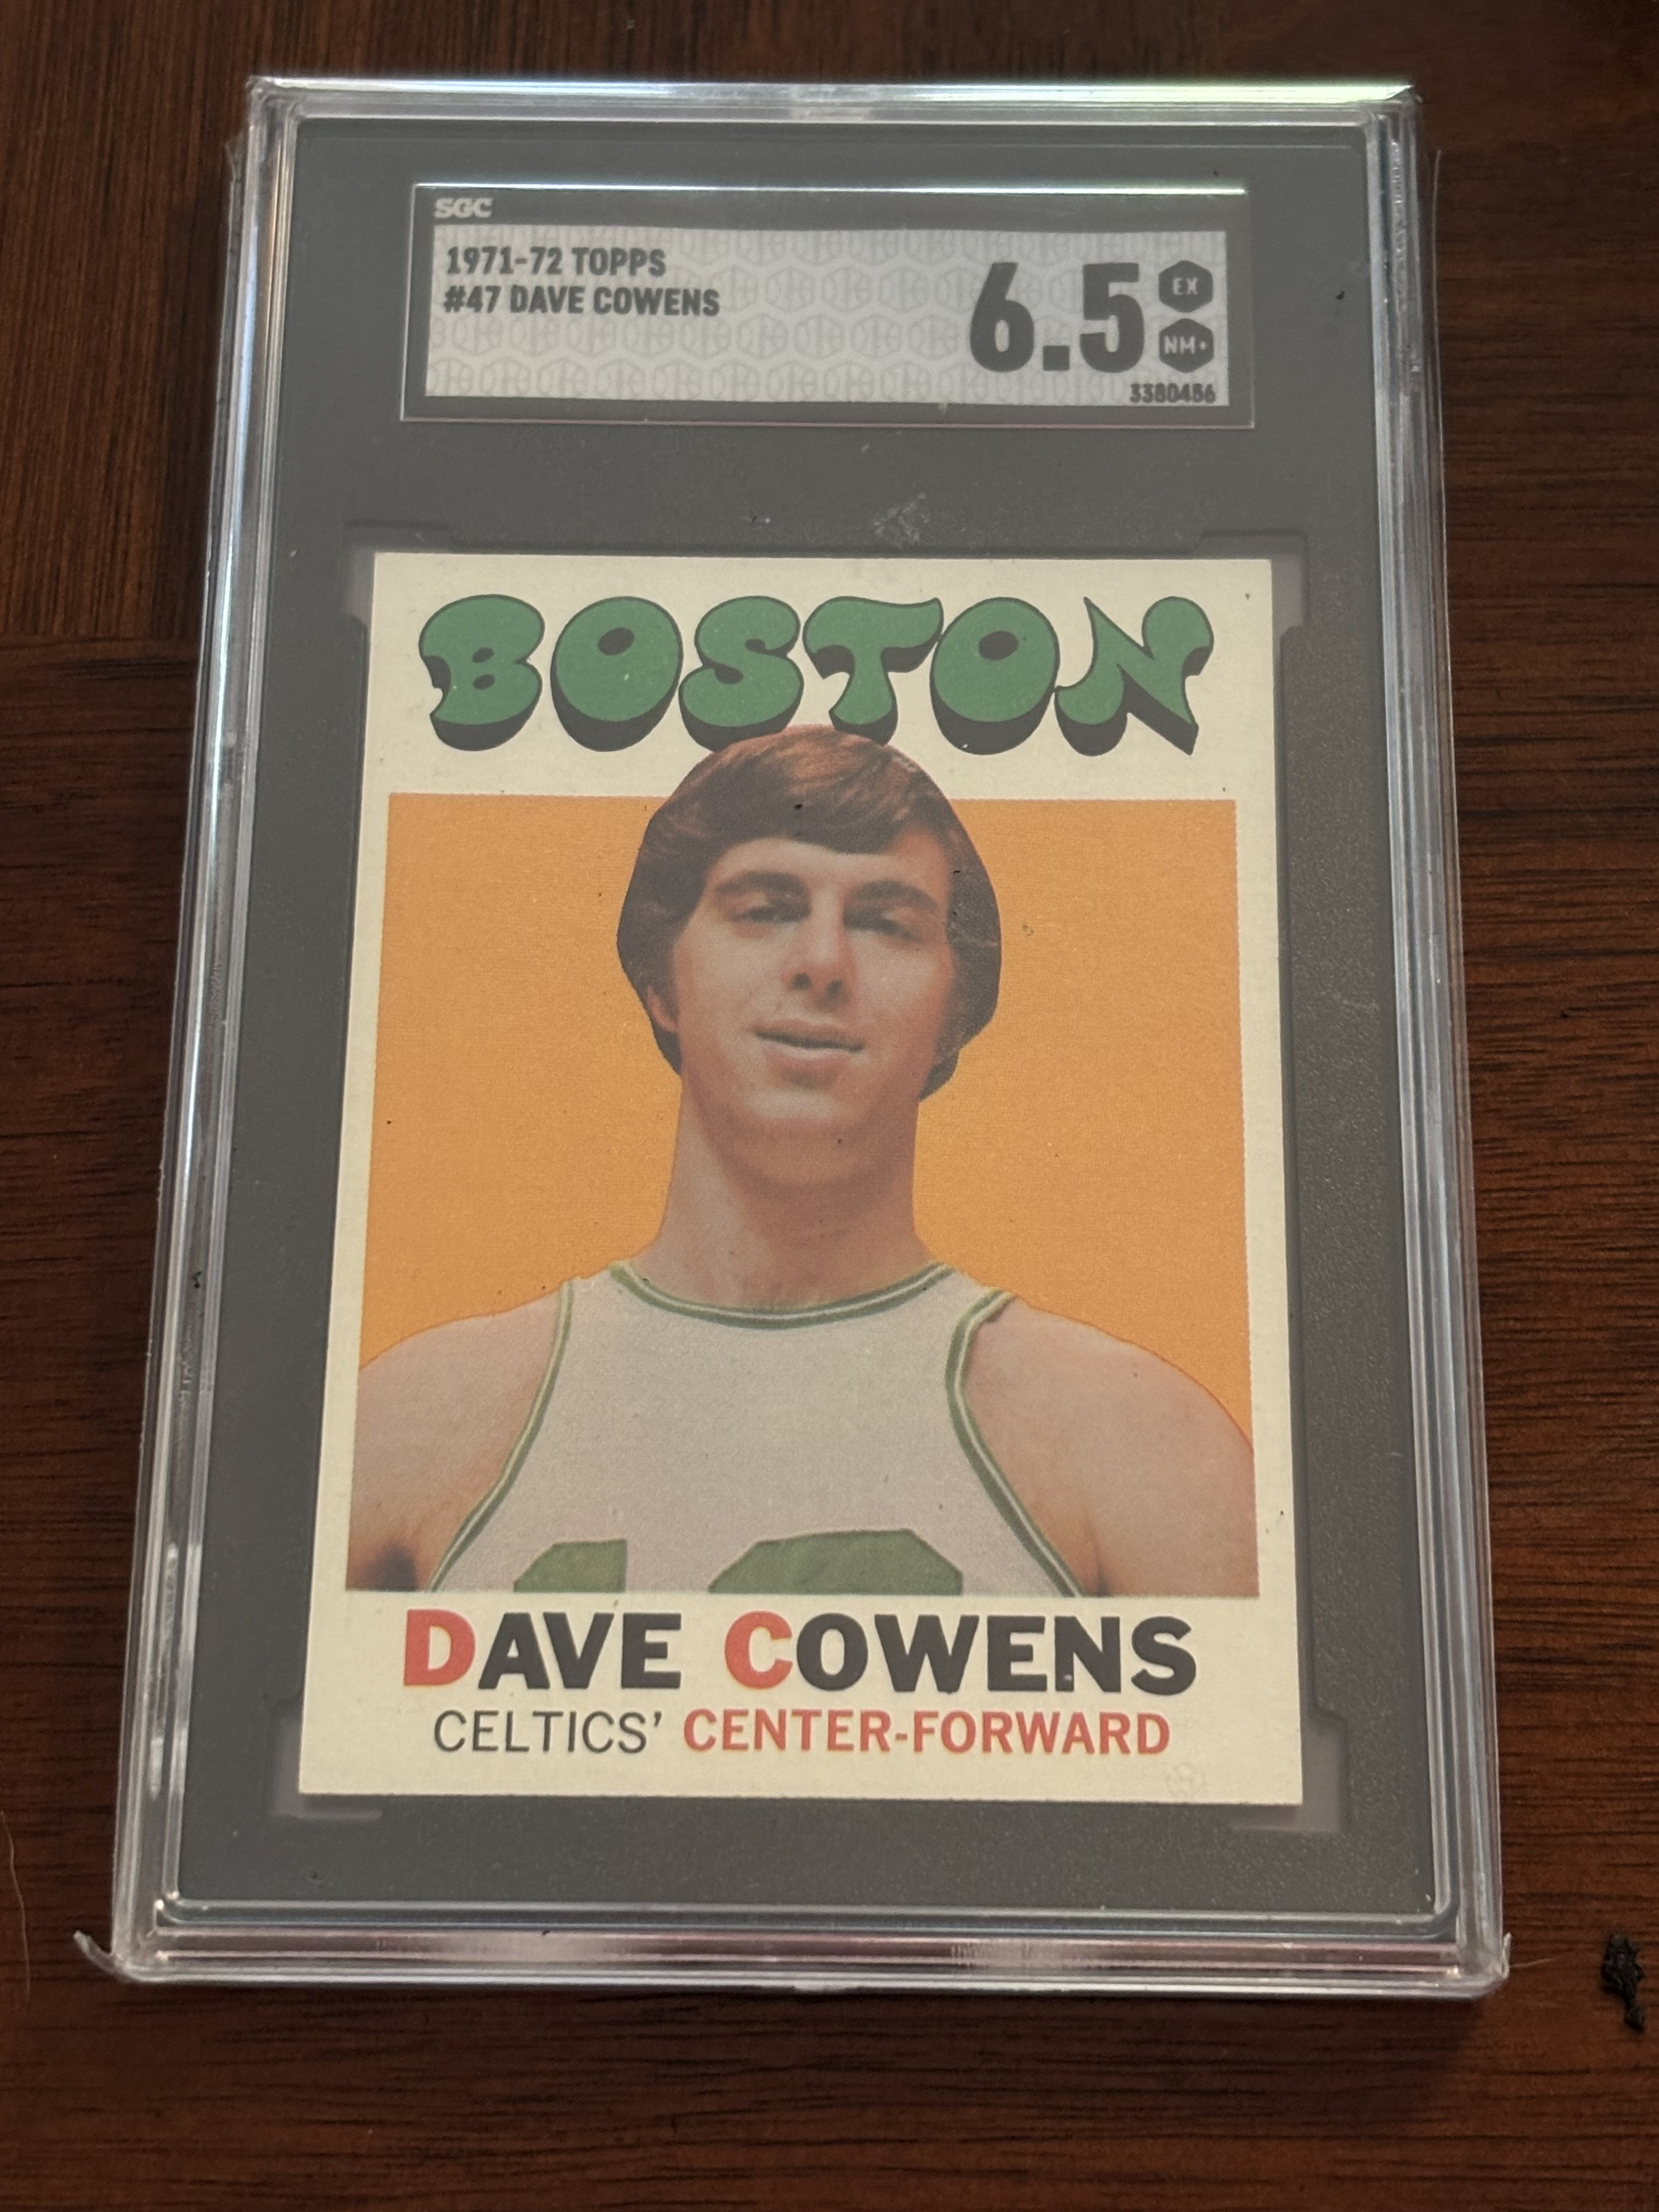 SGC
1971-72 TOPPS
#47 DAVE COWENS
6.5
EX
NM+
3380456
BOSTON
DAVE COWENS
CELTICS' CENTER-FORWARD